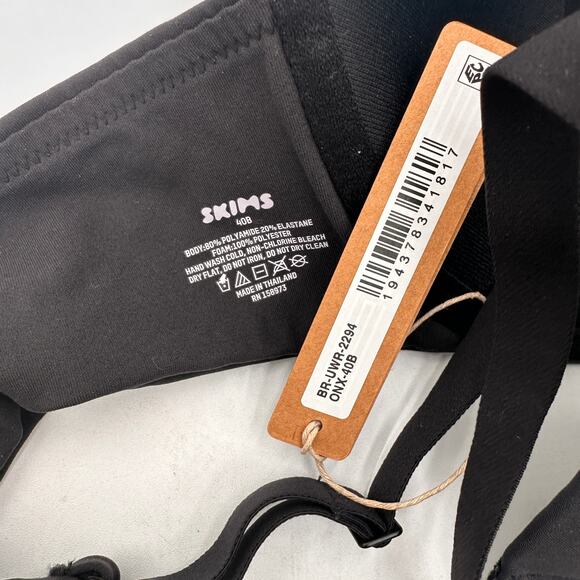 SKIMS
40B
BODY:80% POLYAMIDE 20% ELASTANE
FOAM:100% POLYESTER
HAND WASH COLD, NON-CHLORINE BLEACH
DRY FLAT, DO NOT IRON, DO NOT DRY CLEAN
MADE IN THAILAND
RN 158973
194378341817
BR-UWR-2294
ONX-40B